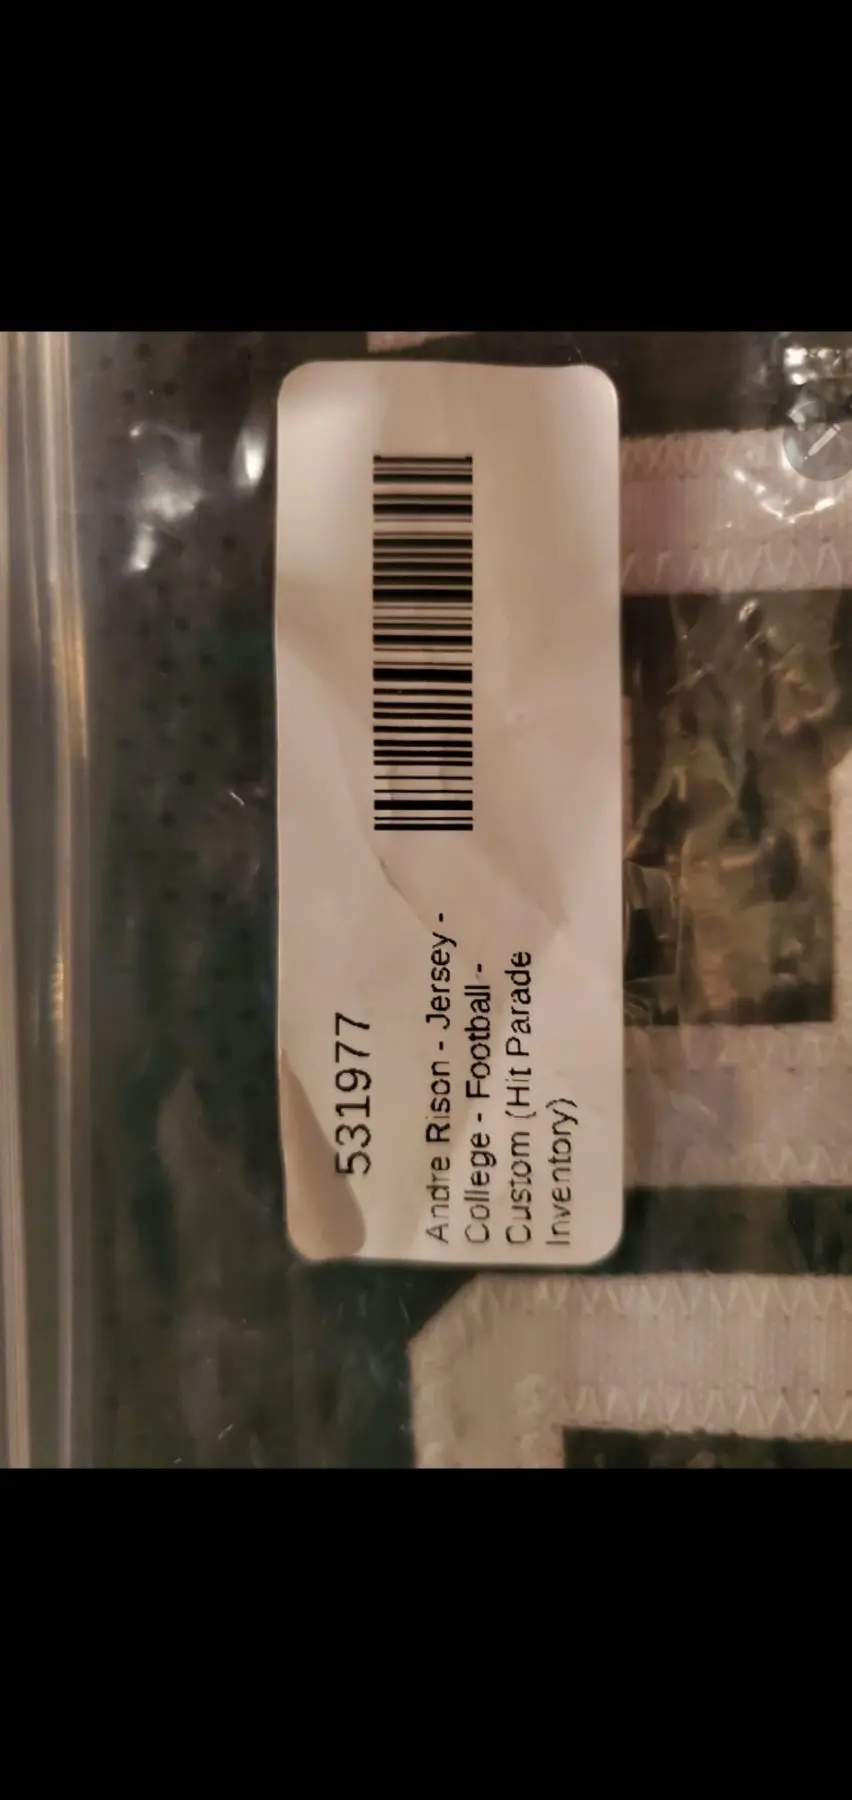 531977
Andre Rison - Jersey -
College - Football -
Custom (Hit Parade
Inventory)